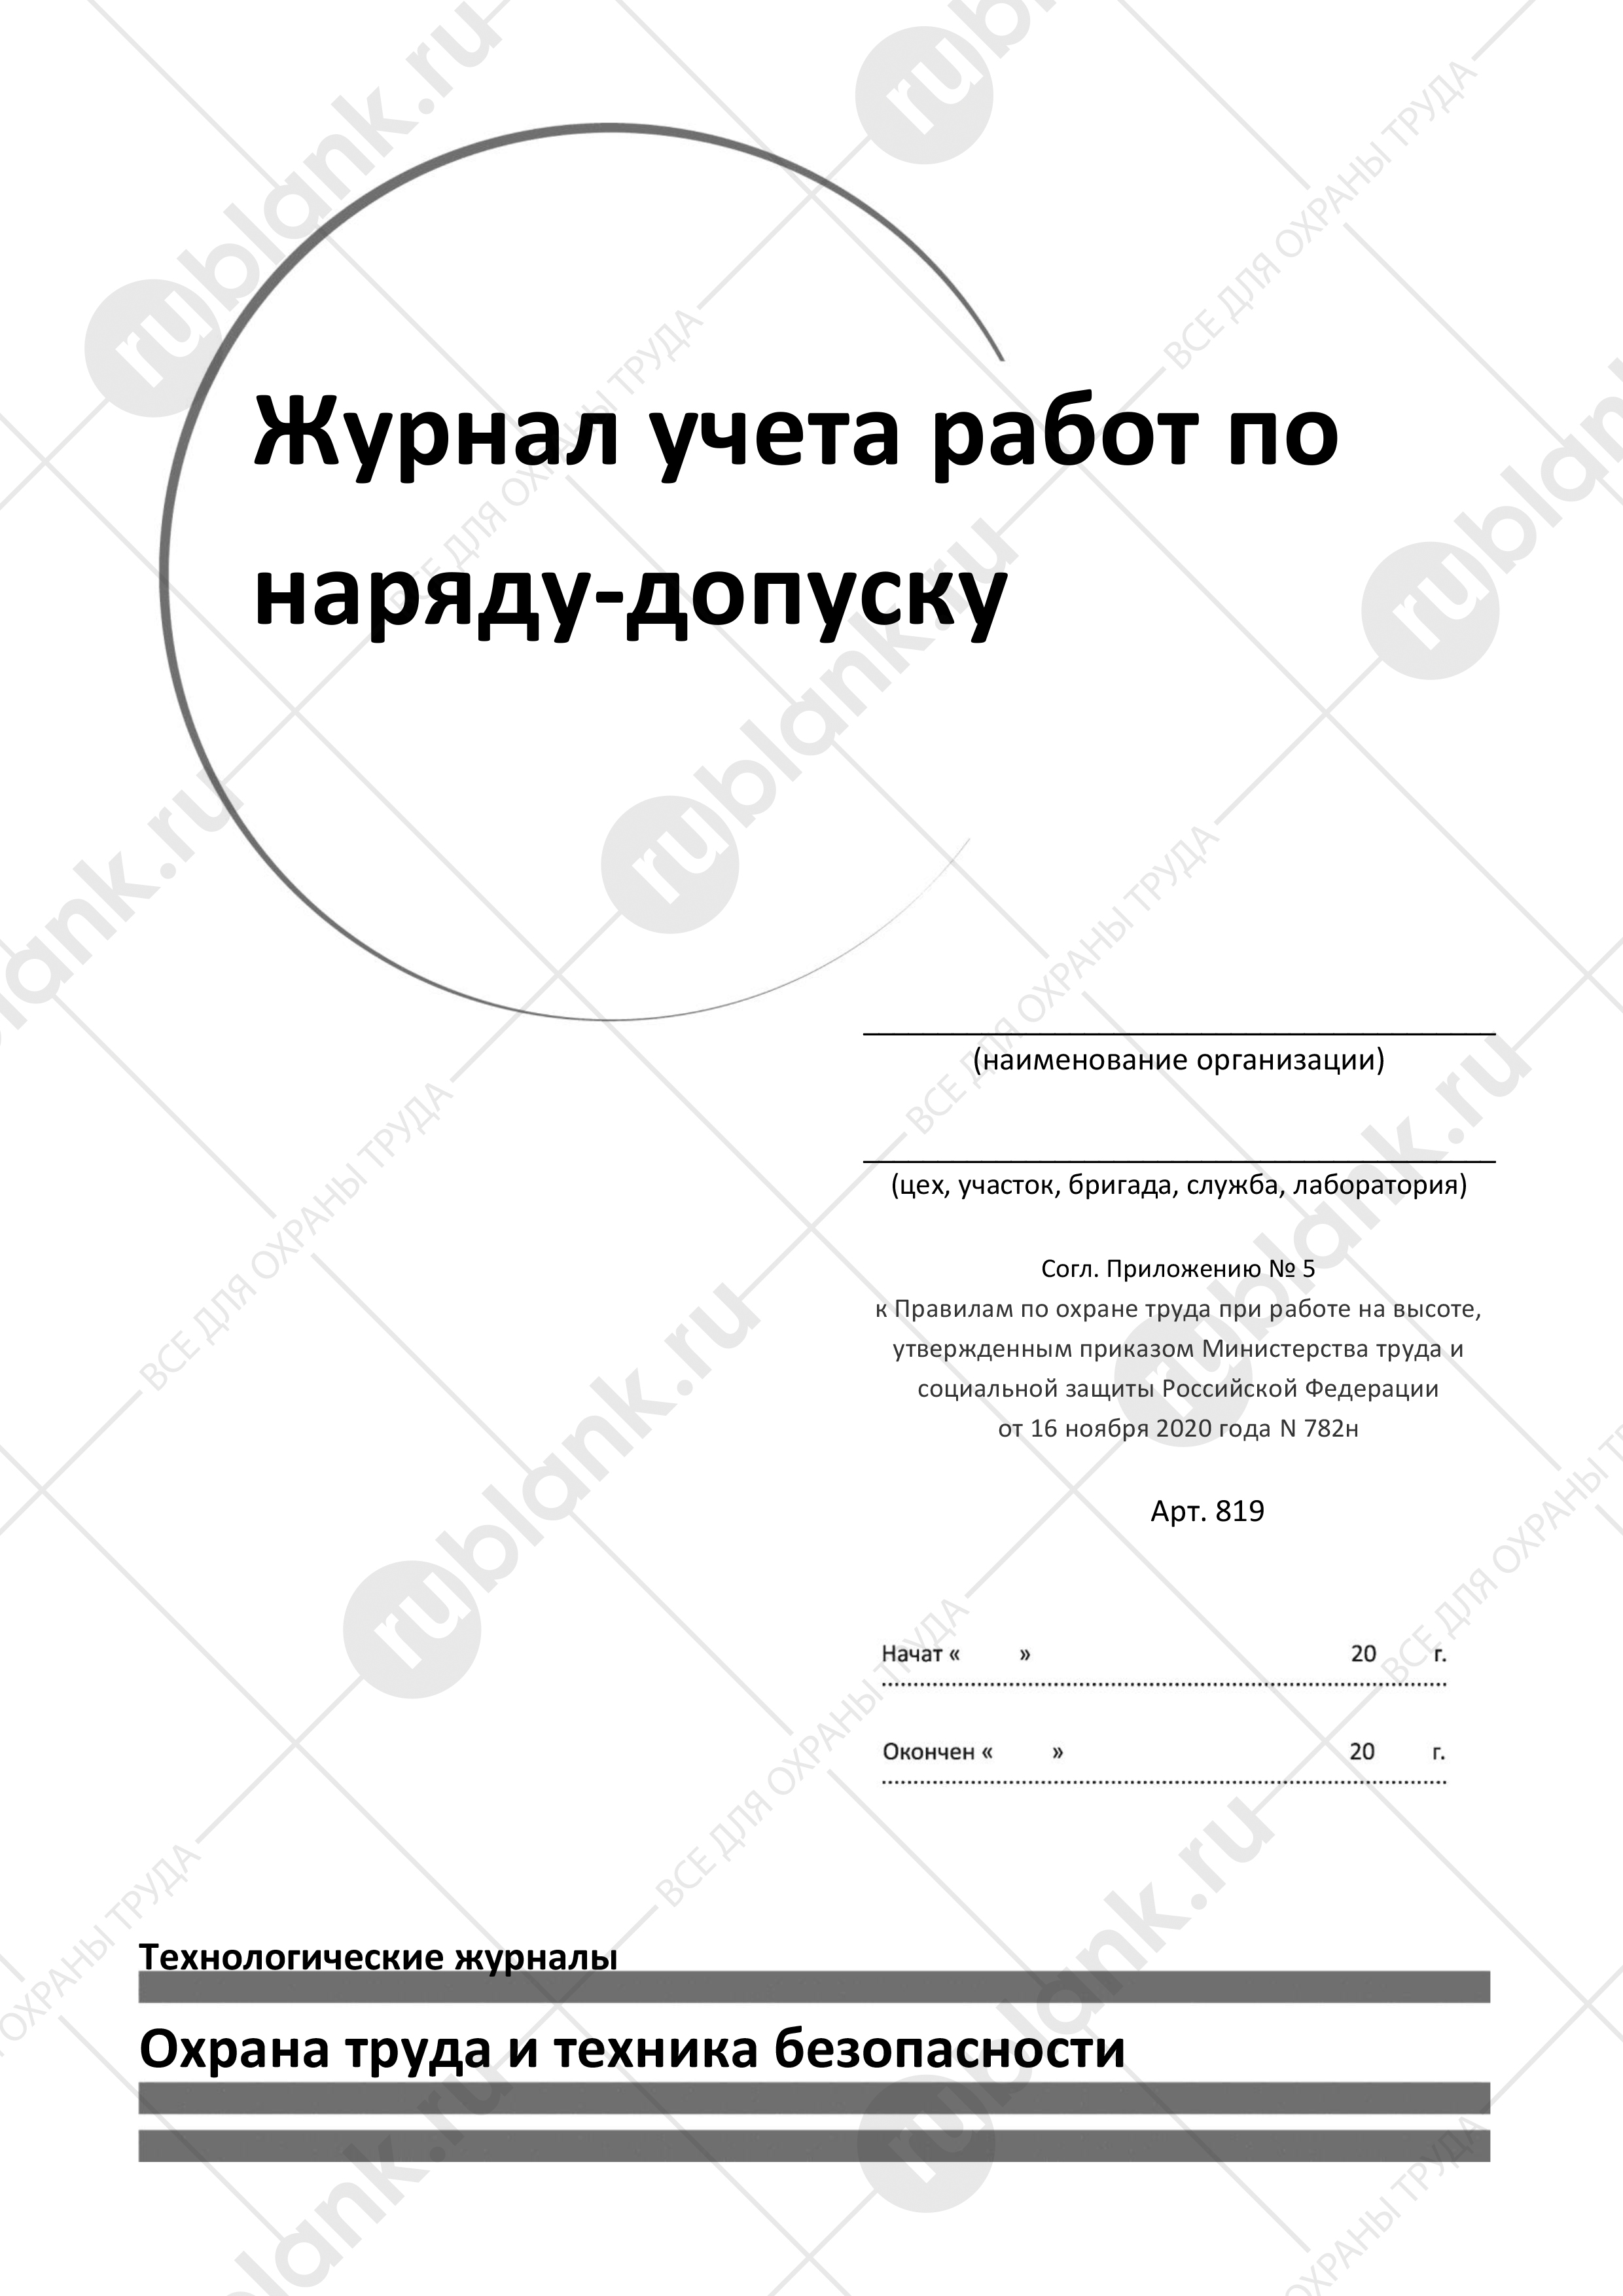 Журнал учета работ по
наряду-допуску
(наименование организации)
(цех, участок, бригада, служба, лаборатория)
Согл. Приложению № 5
к Правилам по охране труда при работе на высоте,
утвержденным приказом Министерства труда и
социальной защиты Российской Федерации
от 16 ноября 2020 года N 782н
Арт. 819
Начат « » 20 г.
Окончен « » 20 г.
Технологические журналы
Охрана труда и техника безопасности
rublank.ru
ВСЕ ДЛЯ ОХРАНЫ ТРУДА